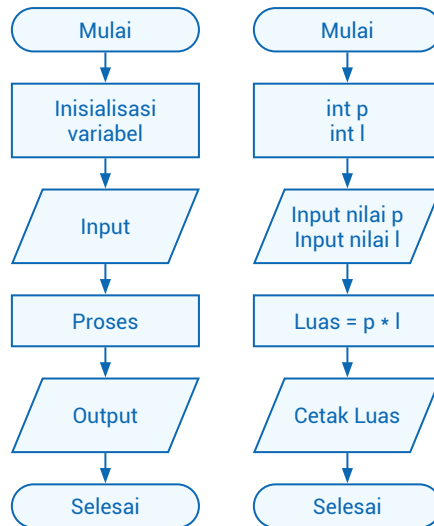 Mulai
Inisialisasi
variabel
Input
Proses
Output
Selesai
Mulai
int p
int l
Input nilai p
Input nilai l
Luas = p * l
Cetak Luas
Selesai